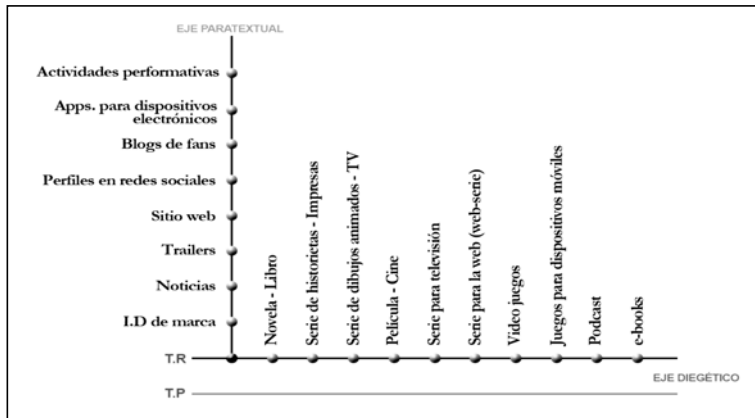 EJE PARATEXTUAL
Actividades performativas
Apps. para dispositivos
electrónicos
Blogs de fans
Perfiles en redes sociales
Sitio web
Trailers
Noticias
I.D de marca
Novela - Libro
Serie de historietas - Impresas
Serie de dibujos animados - TV
Película - Cine
Serie para televisión
Serie para la web (web-serie)
Video juegos
Juegos para dispositivos móviles
Podcast
e-books
T.R
EJE DIEGÉTICO
T.P